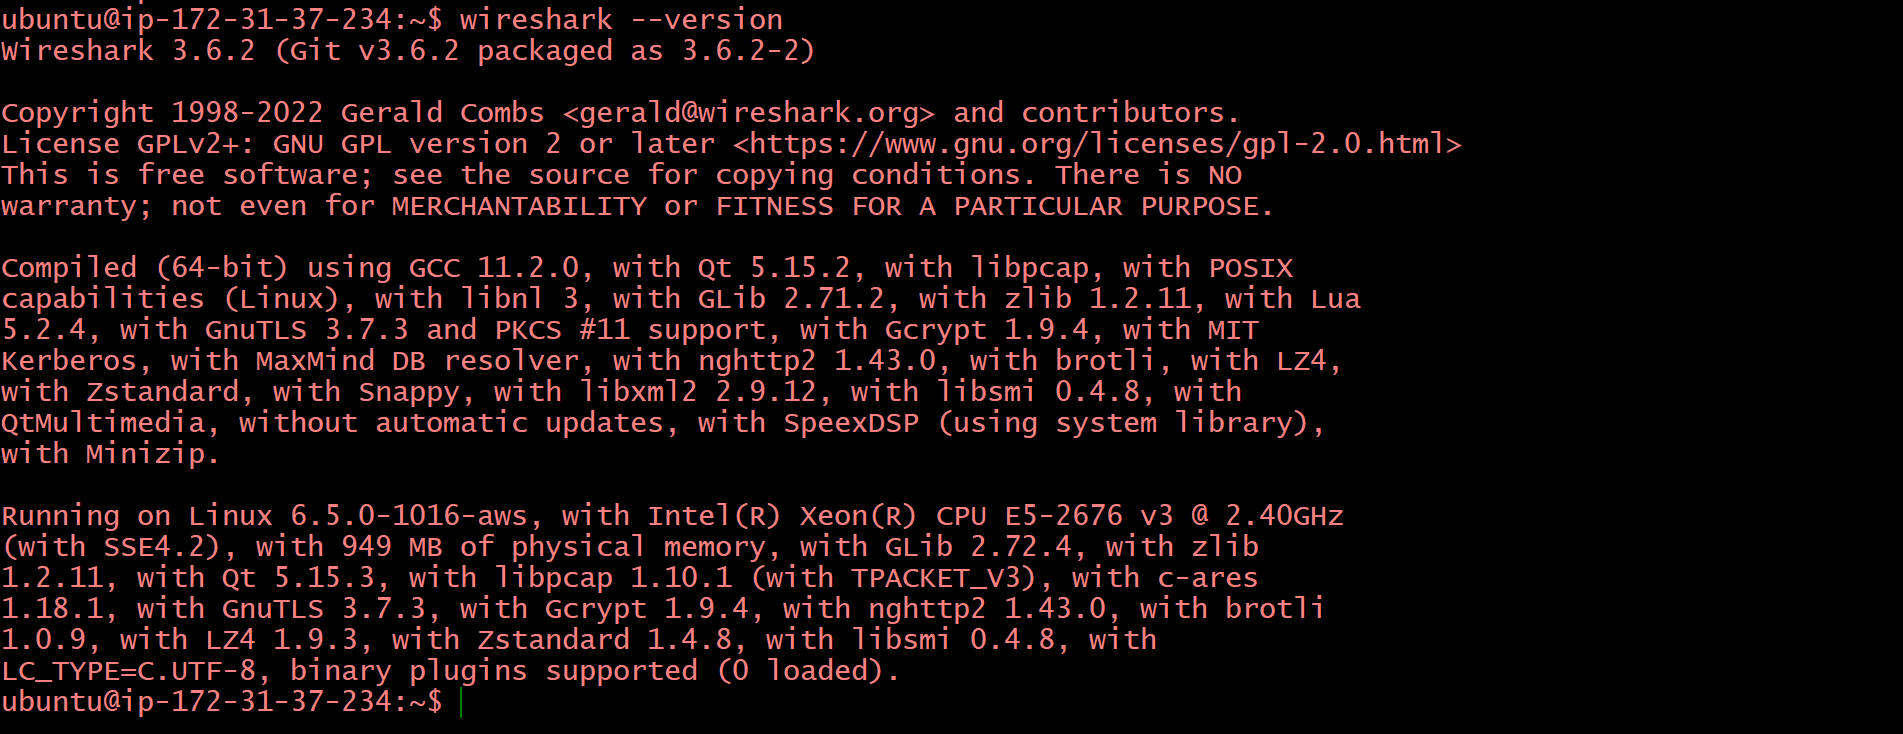 ubuntu@ip-172-31-37-234:~$ wireshark --version
Wireshark 3.6.2 (Git v3.6.2 packaged as 3.6.2-2)
Copyright 1998-2022 Gerald Combs <gerald@wireshark.org> and contributors.
License GPLv2+: GNU GPL version 2 or later <https://www.gnu.org/licenses/gpl-2.0.html>
This is free software; see the source for copying conditions. There is NO
warranty; not even for MERCHANTABILITY or FITNESS FOR A PARTICULAR PURPOSE.
Compiled (64-bit) using GCC 11.2.0, with Qt 5.15.2, with libpcap, with POSIX
capabilities (Linux), with libnl 3, with GLib 2.71.2, with zlib 1.2.11, with Lua
5.2.4, with GnuTLS 3.7.3 and PKCS #11 support, with Gcrypt 1.9.4, with MIT
Kerberos, with MaxMind DB resolver, with nghttp2 1.43.0, with brotli, with LZ4,
with Zstandard, with Snappy, with libxml2 2.9.12, with libsmi 0.4.8, with
QtMultimedia, without automatic updates, with SpeexDSP (using system library),
with Minizip.
Running on Linux 6.5.0-1016-aws, with Intel(R) Xeon(R) CPU E5-2676 v3 @ 2.40GHz
(with SSE4.2), with 949 MB of physical memory, with GLib 2.72.4, with zlib
1.2.11, with Qt 5.15.3, with libpcap 1.10.1 (with TPACKET_V3), with c-ares
1.18.1, with GnuTLS 3.7.3, with Gcrypt 1.9.4, with nghttp2 1.43.0, with brotli
1.0.9, with LZ4 1.9.3, with Zstandard 1.4.8, with libsmi 0.4.8, with
LC_TYPE=C.UTF-8, binary plugins supported (0 loaded).
ubuntu@ip-172-31-37-234:~$